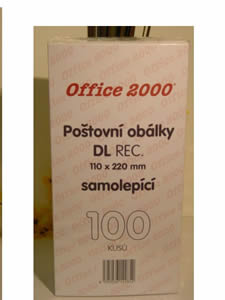 Office 2000
Poštovní obálky
DL REC.
110 x 220 mm
samolepící
100
KUSŮ